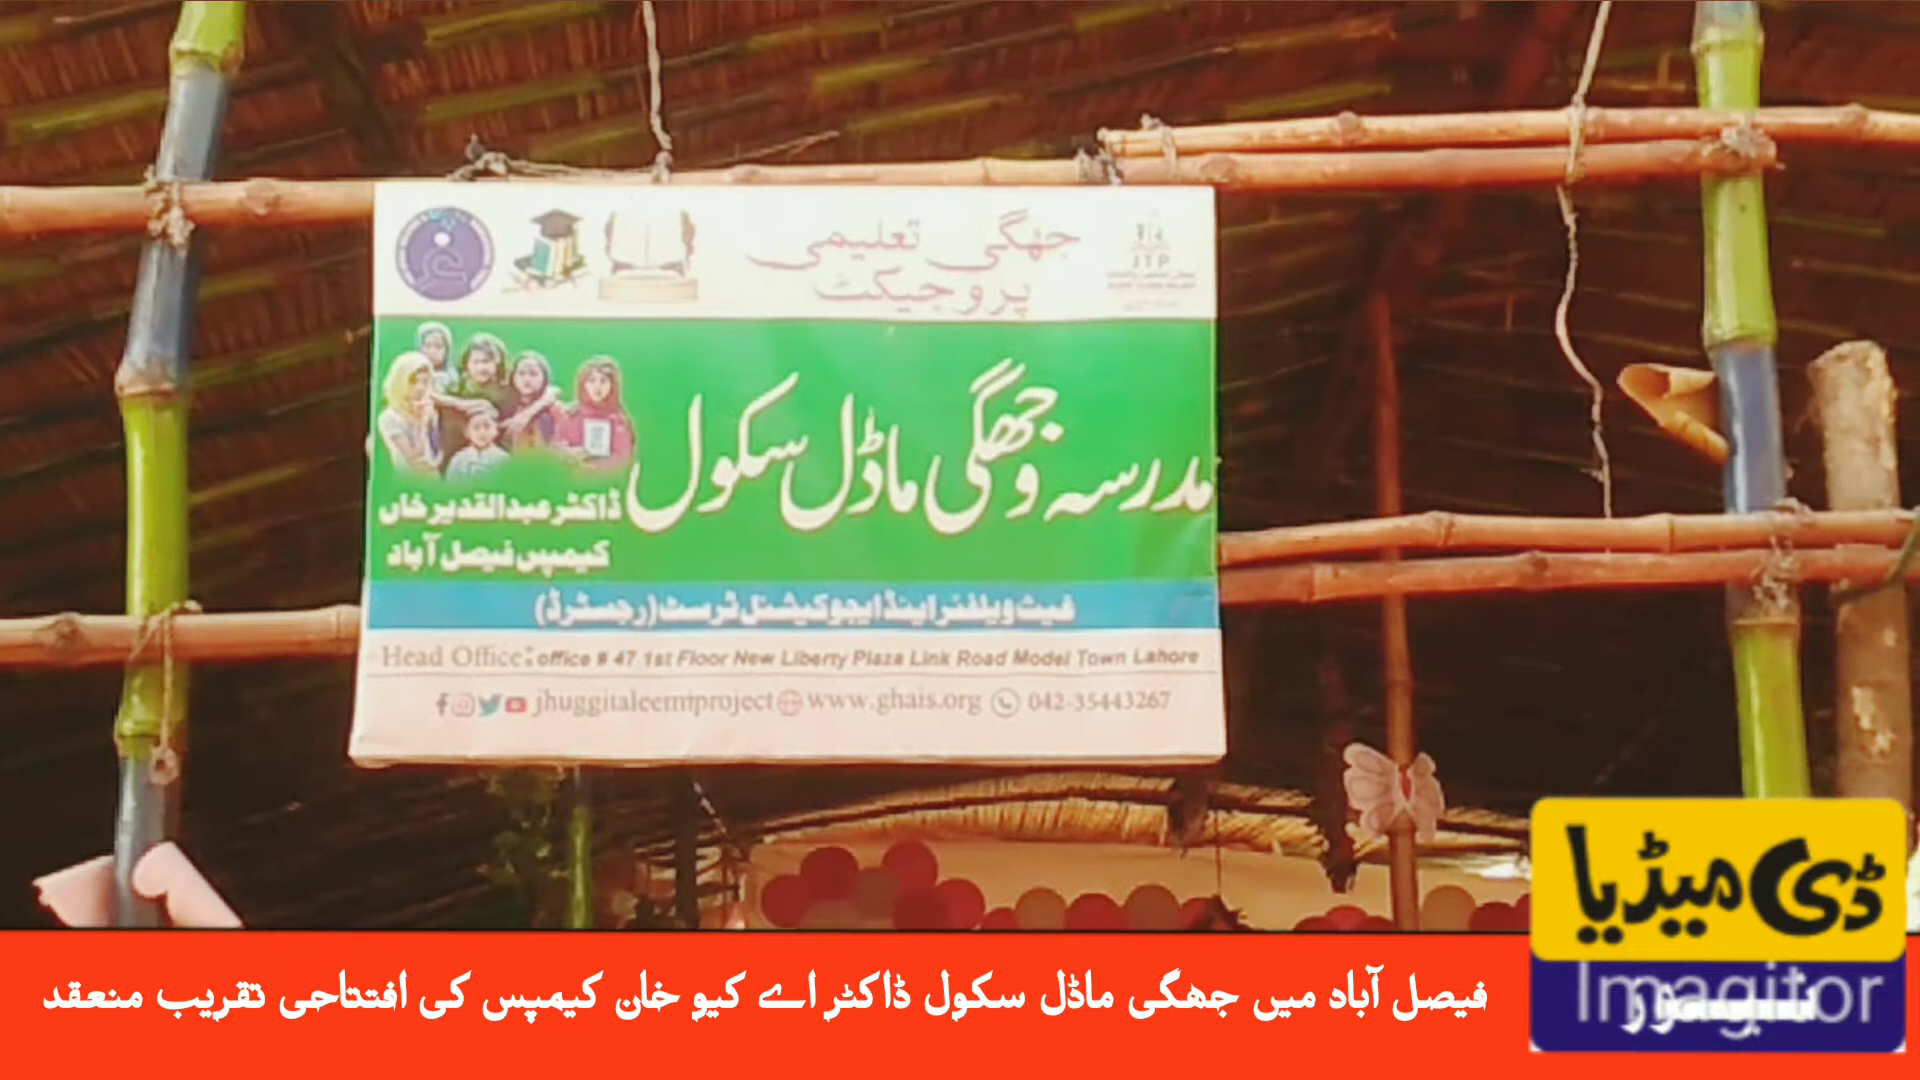 جھگی تعلیمی
پروجیکٹ
JTP
مدرسہ و جھگی ماڈل سکول
ڈاکٹر عبدالقدیر خاں
کیمپس فیصل آباد
غیث ویلفئر اینڈ ایجوکیشنل ٹرسٹ (رجسٹرڈ)
Head Office: office # 47 1st Floor New Liberty Plaza Link Road Model Town Lahore
jhuggitaleemiproject www.ghais.org 042-35443267
ڈی میڈیا
Imagitor
فیصل آباد میں جھگی ماڈل سکول ڈاکٹر اے کیو خان کیمپس کی افتتاحی تقریب منعقد